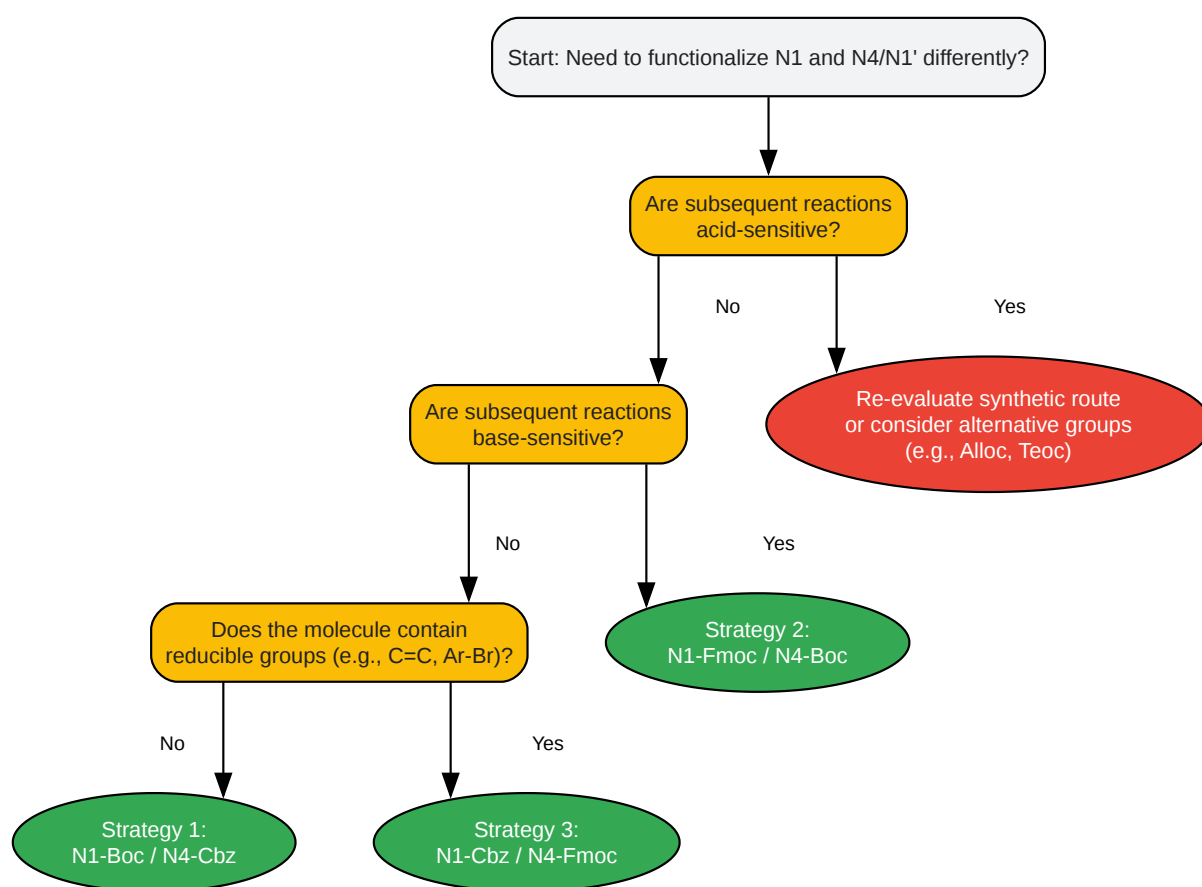 Start: Need to functionalize N1 and N4/N1' differently?
Are subsequent reactions
acid-sensitive?
No
Yes
Are subsequent reactions
base-sensitive?
Re-evaluate synthetic route
or consider alternative groups
(e.g., Alloc, Teoc)
No
Yes
Does the molecule contain
reducible groups (e.g., C=C, Ar-Br)?
Strategy 2:
N1-Fmoc / N4-Boc
No
Yes
Strategy 1:
N1-Boc / N4-Cbz
Strategy 3:
N1-Cbz / N4-Fmoc